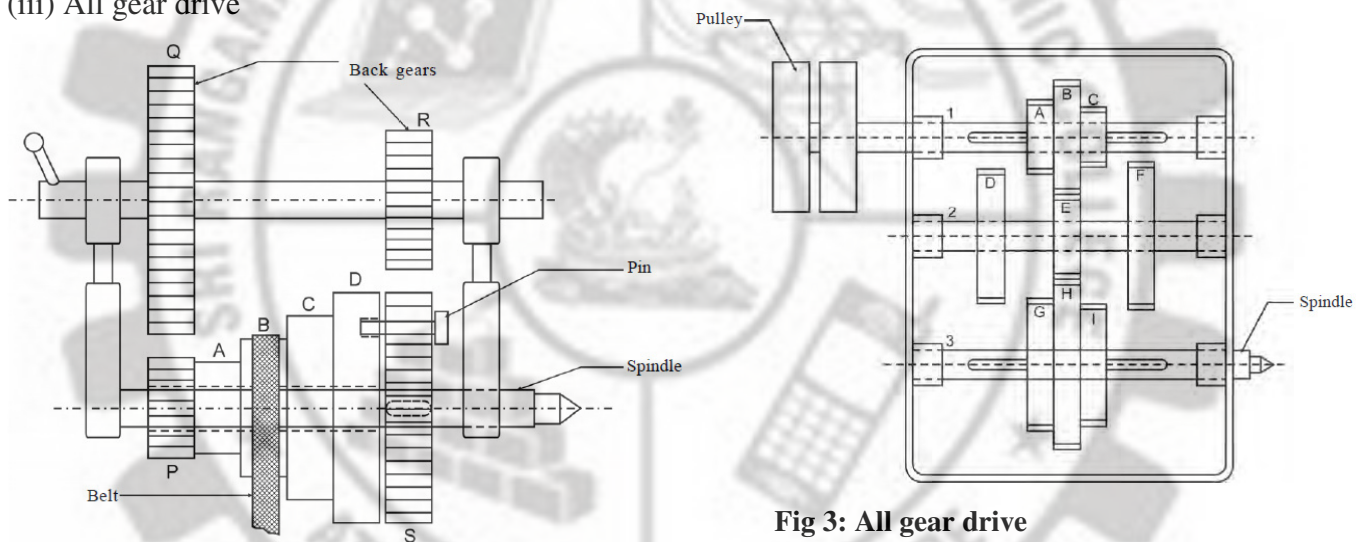 (iii) All gear drive
Q
Back gears
R
Pin
D
C
B
A
Spindle
P
Belt
S
Pulley
1
A
B
C
D
F
2
E
H
G
I
3
Spindle
Fig 3: All gear drive